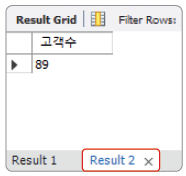 Result Grid Filter Rows:
고객수
89
Result 1 Result 2 ×